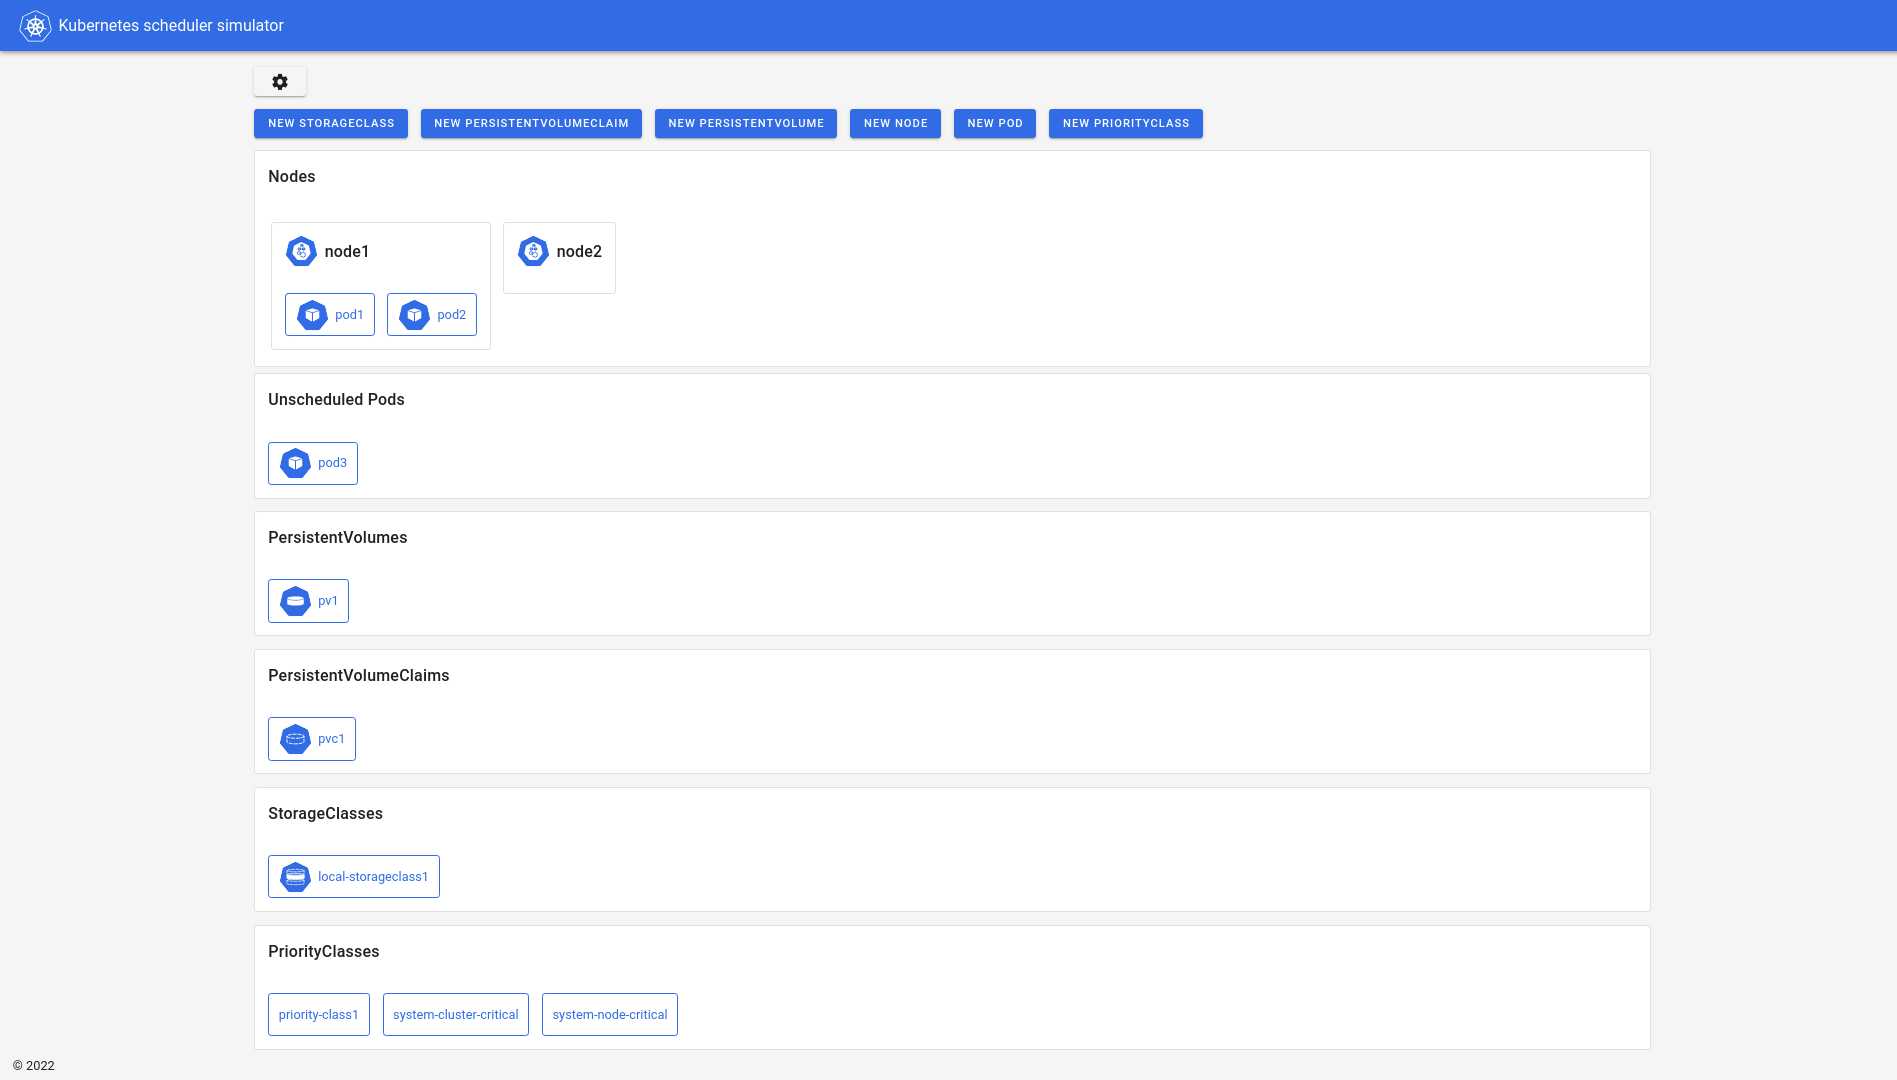 Kubernetes scheduler simulator
NEW STORAGECLASS NEW PERSISTENTVOLUMECLAIM NEW PERSISTENTVOLUME NEW NODE NEW POD NEW PRIORITYCLASS
Nodes
node1 node2
pod1 pod2
Unscheduled Pods
pod3
PersistentVolumes
pv1
PersistentVolumeClaims
pvc1
StorageClasses
local-storageclass1
PriorityClasses
priority-class1 system-cluster-critical system-node-critical
© 2022